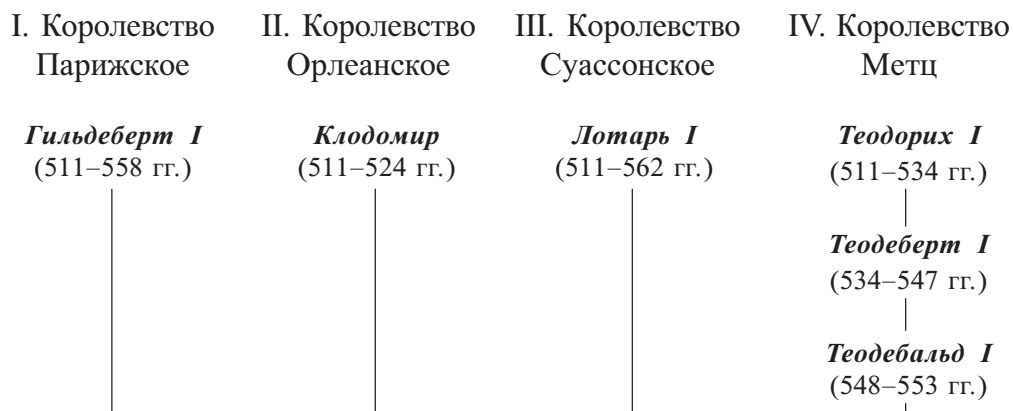 I. Королевство
Парижское
II. Королевство
Орлеанское
III. Королевство
Суассонское
IV. Королевство
Метц
Гильдеберт I
(511–558 гг.)
Клодомир
(511–524 гг.)
Лотарь I
(511–562 гг.)
Теодорих I
(511–534 гг.)
Теодеберт I
(534–547 гг.)
Теодебальд I
(548–553 гг.)